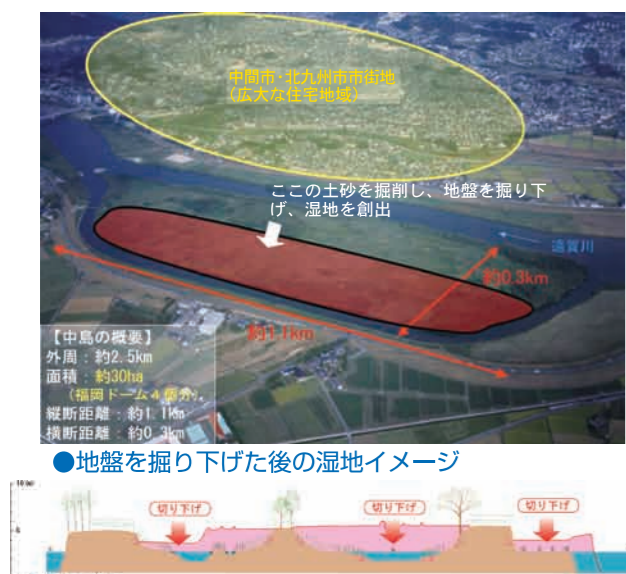 中間市・北九州市市街地
(広大な住宅地域)
ここの土砂を掘削し、地盤を掘り下
げ、湿地を創出
遠賀川
約0.3km
約1.1km
【中島の概要】
外周：約2.5km
面積：約30ha
(福岡ドーム4個分)。
縦断距離：約1.1km
横断距離：約0.3km
●地盤を掘り下げた後の湿地イメージ
切り下げ
切り下げ
切り下げ